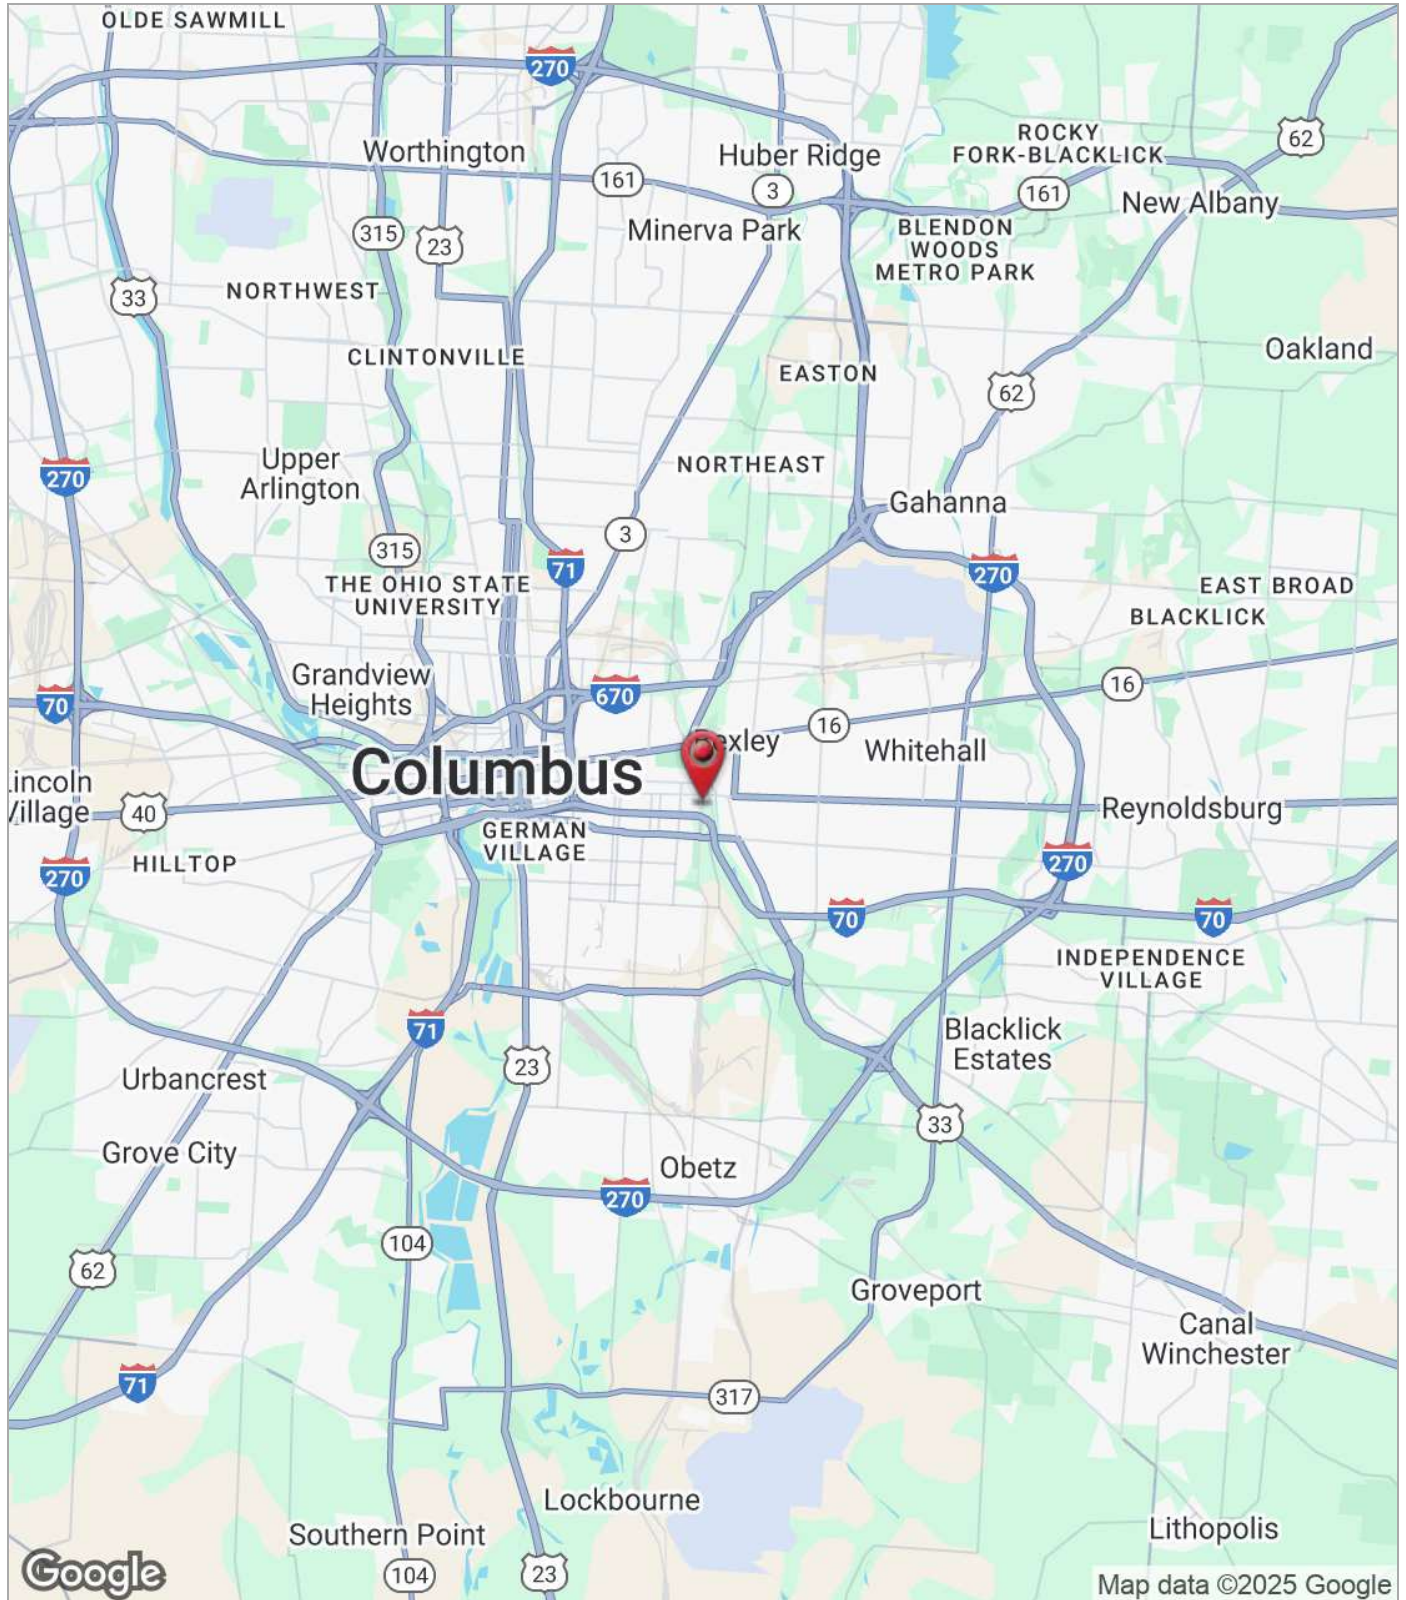 OLDE SAWMILL
270
62
ROCKY
FORK-BLACKLICK
Worthington
Huber Ridge
161
3
161
New Albany
315
23
Minerva Park
BLENDON
WOODS
METRO PARK
33
NORTHWEST
CLINTONVILLE
Oakland
EASTON
62
270
Upper
Arlington
NORTHEAST
Gahanna
3
315
71
270
THE OHIO STATE
UNIVERSITY
EAST BROAD
BLACKLICK
Grandview
Heights
70
670
16
16
exley
Whitehall
Columbus
incoln
Village
40
Reynoldsburg
GERMAN
VILLAGE
HILLTOP
270
270
70
70
INDEPENDENCE
VILLAGE
71
Blacklick
Estates
23
Urbancrest
33
Grove City
Obetz
270
104
62
Groveport
Canal
Winchester
71
317
Lockbourne
Southern Point
Lithopolis
104
23
Google
Map data ©2025 Google